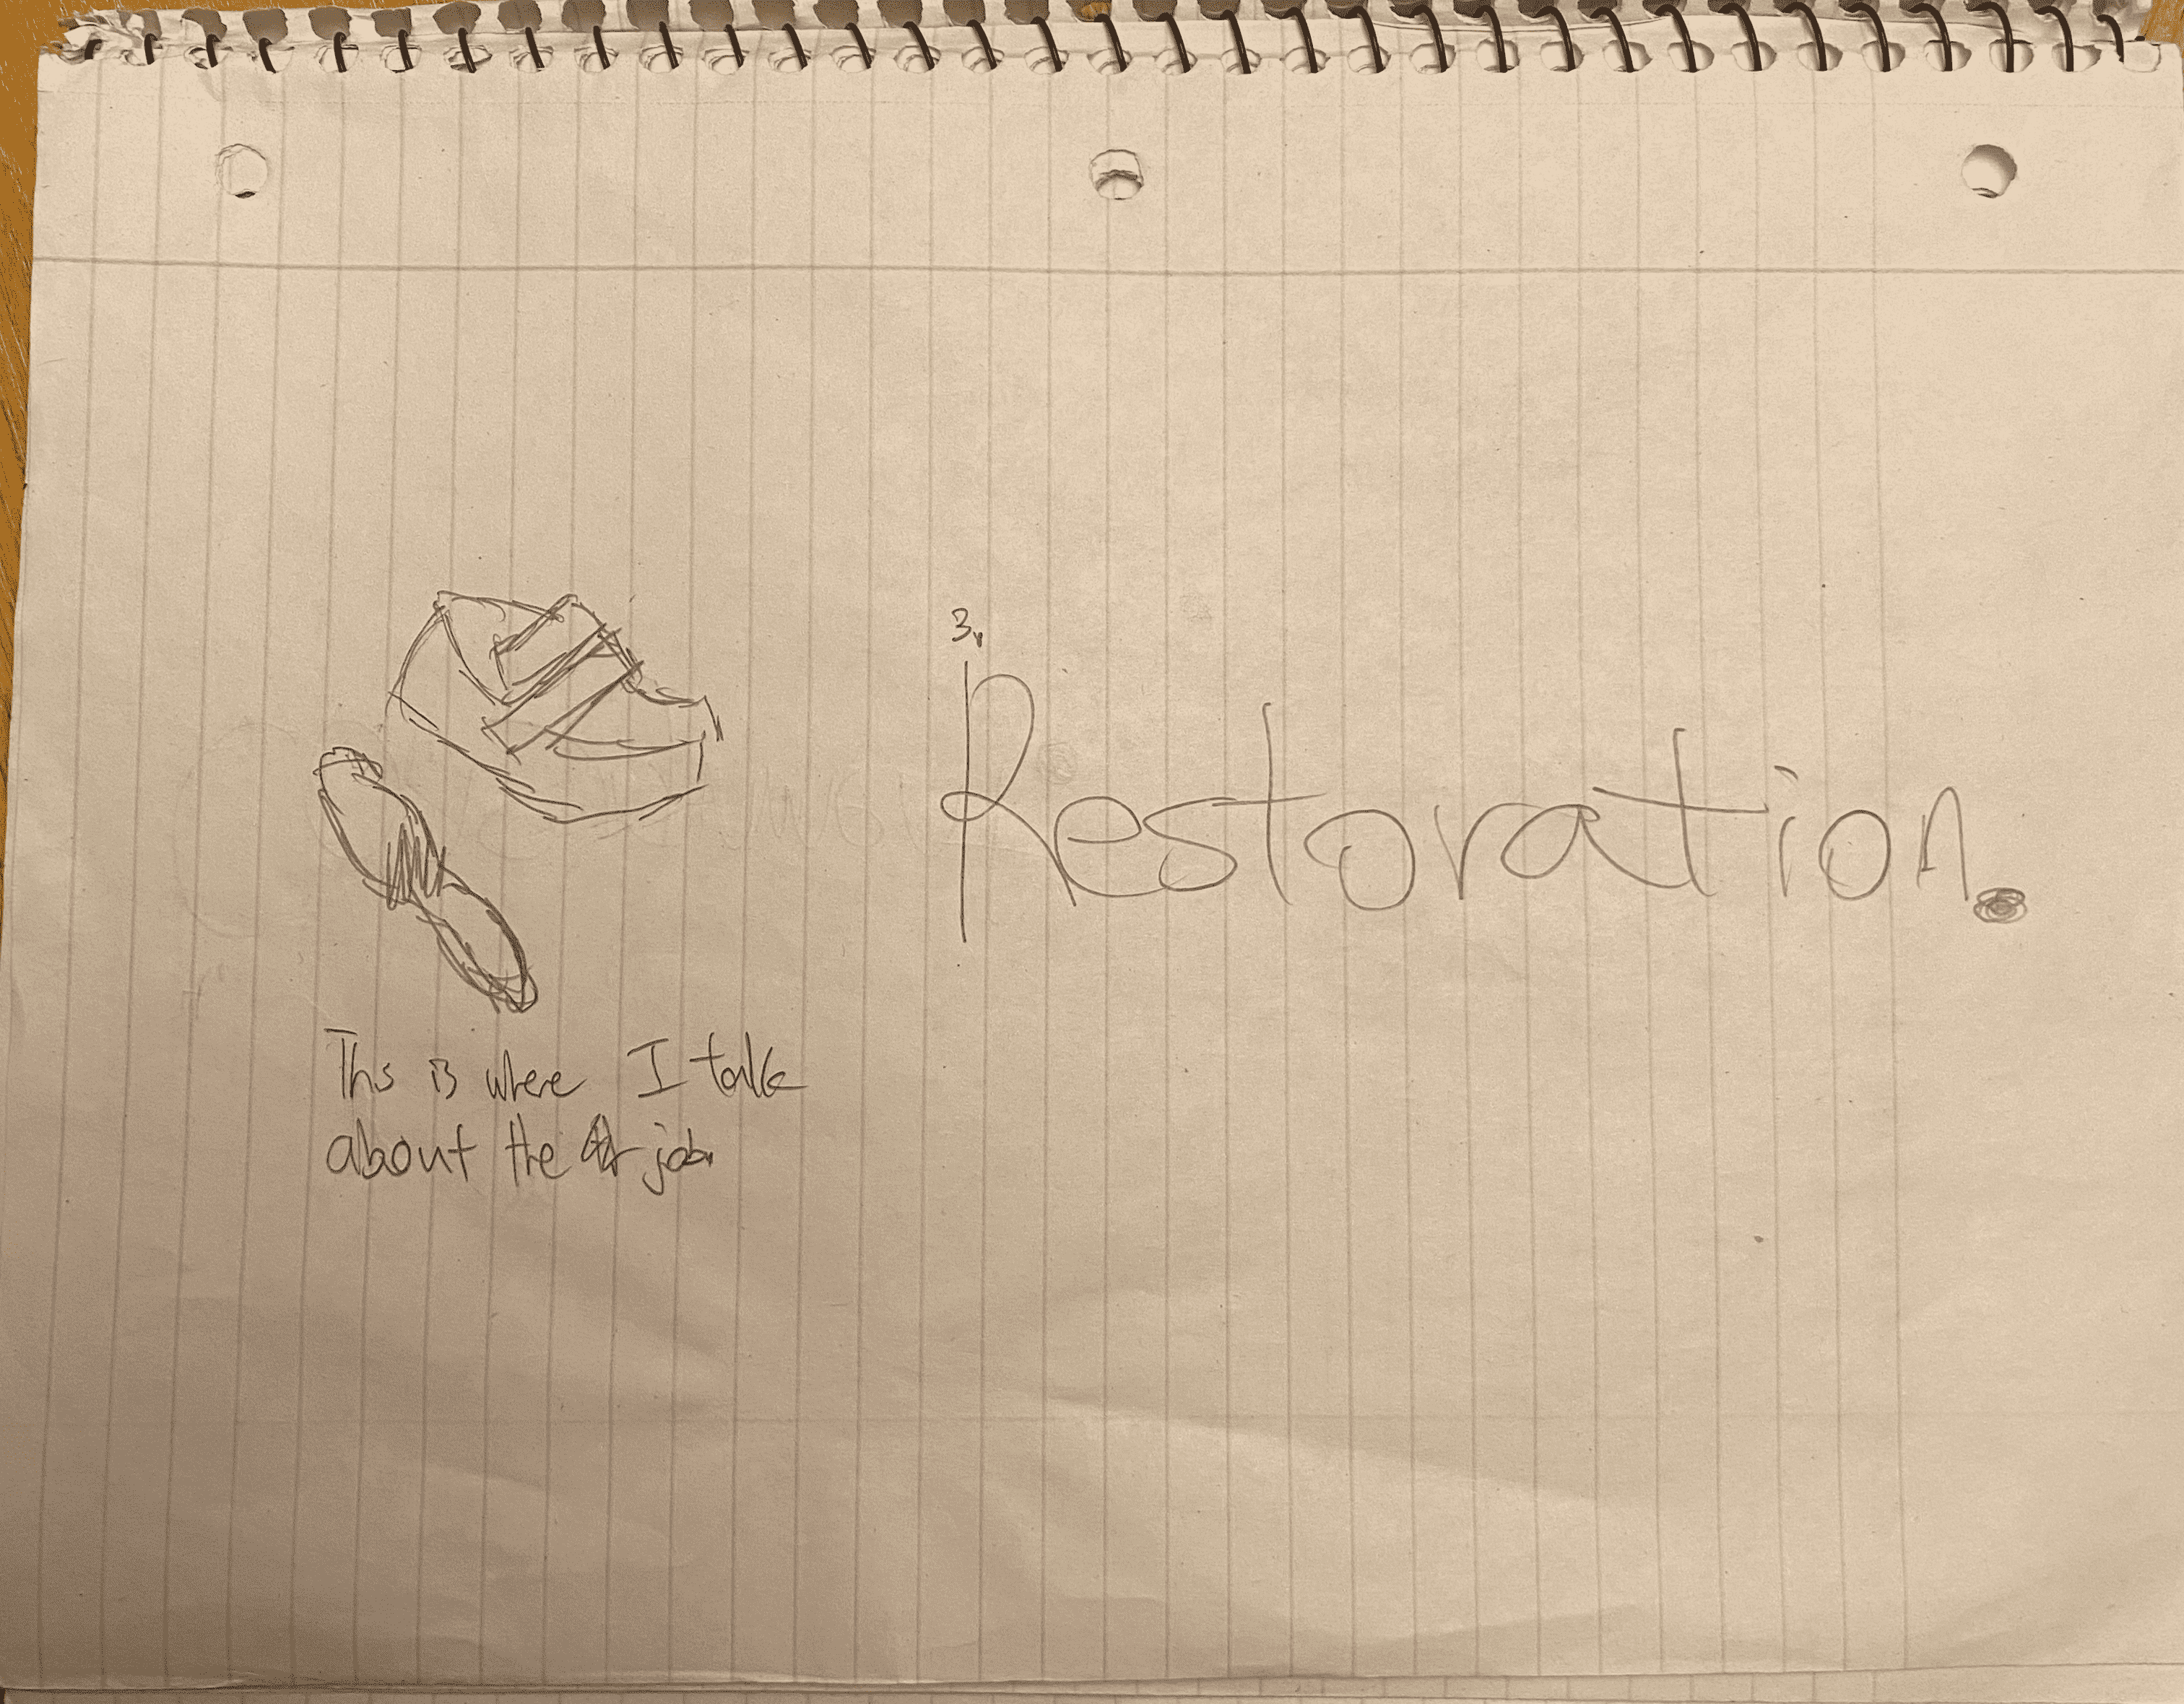 3.
Restoration.
This is where I talk
about the job.